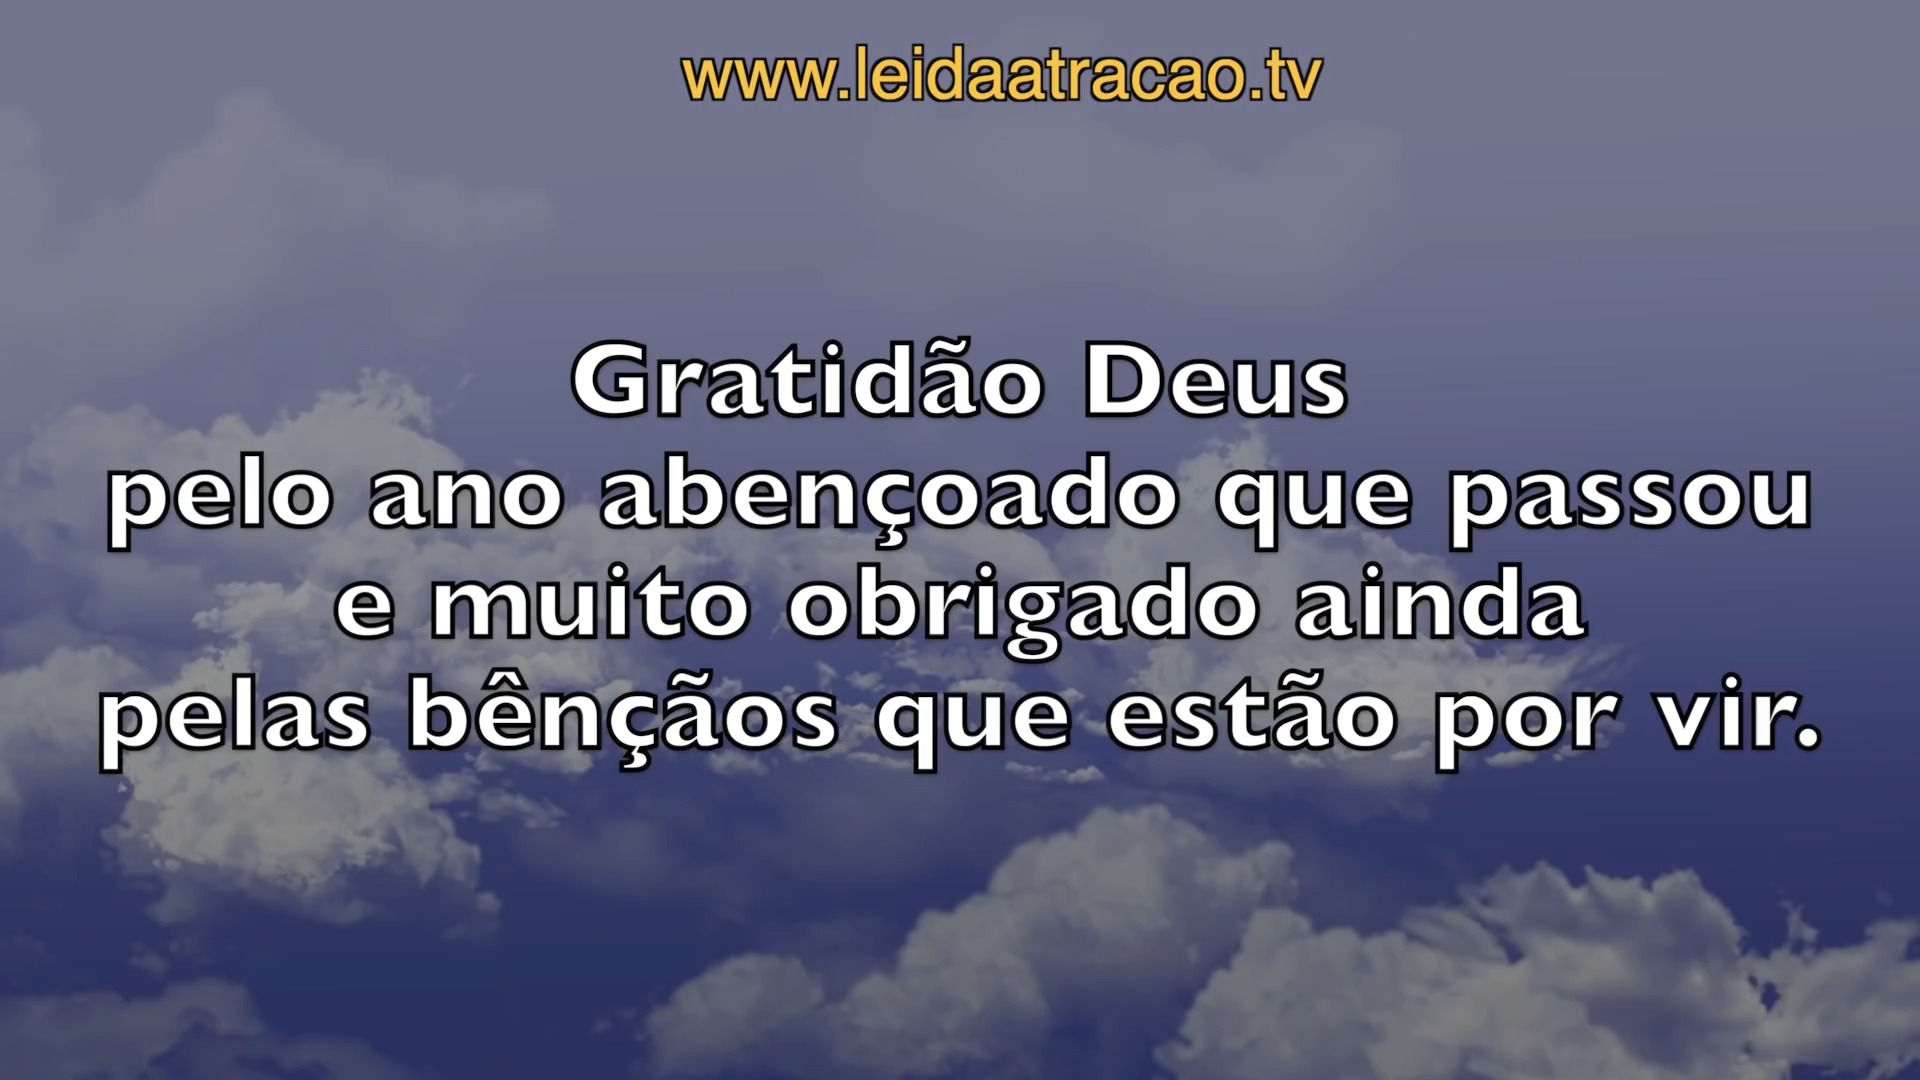 www.leidaatracao.tv
Gratidão Deus
pelo ano abençoado que passou
e muito obrigado ainda
pelas bênçãos que estão por vir.